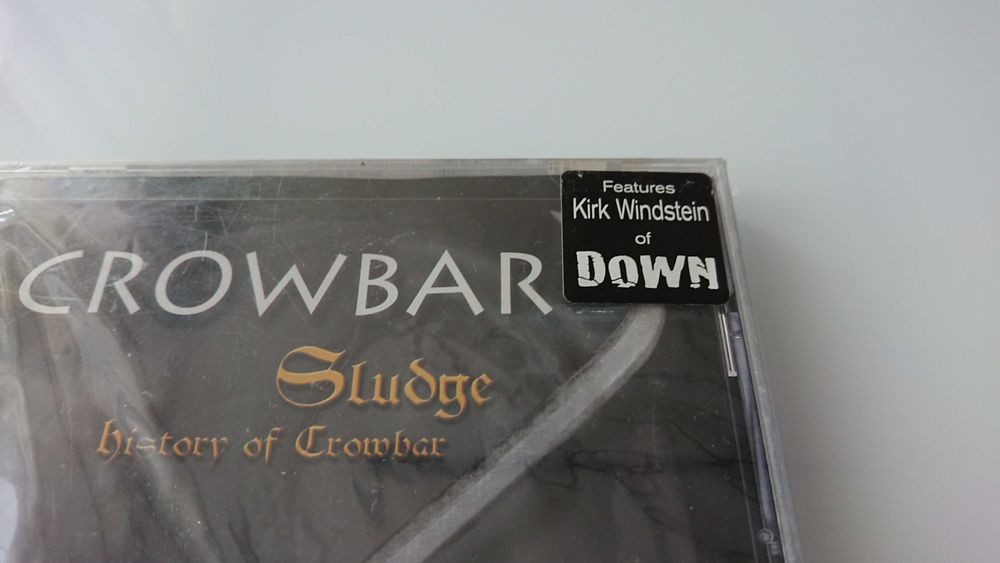 Features
Kirk Windstein
of
DOWN
CROWBAR
Sludge
history of Crowbar